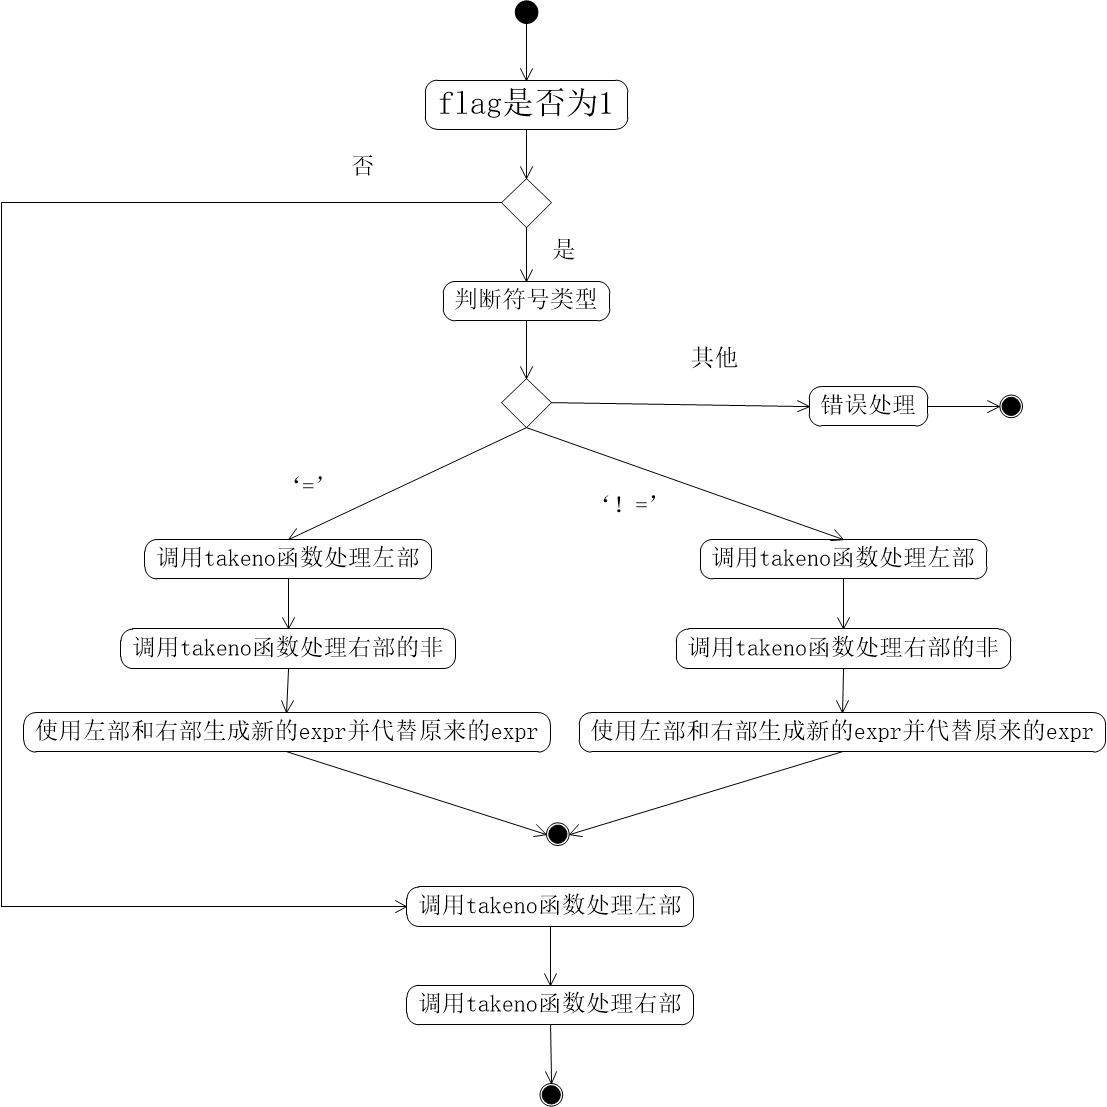 flag是否为1
否
是
判断符号类型
其他
错误处理
‘=’
‘! =’
调用takeno函数处理左部
调用takeno函数处理左部
调用takeno函数处理右部的非
调用takeno函数处理右部的非
使用左部和右部生成新的expr并代替原来的expr
使用左部和右部生成新的expr并代替原来的expr
调用takeno函数处理左部
调用takeno函数处理右部